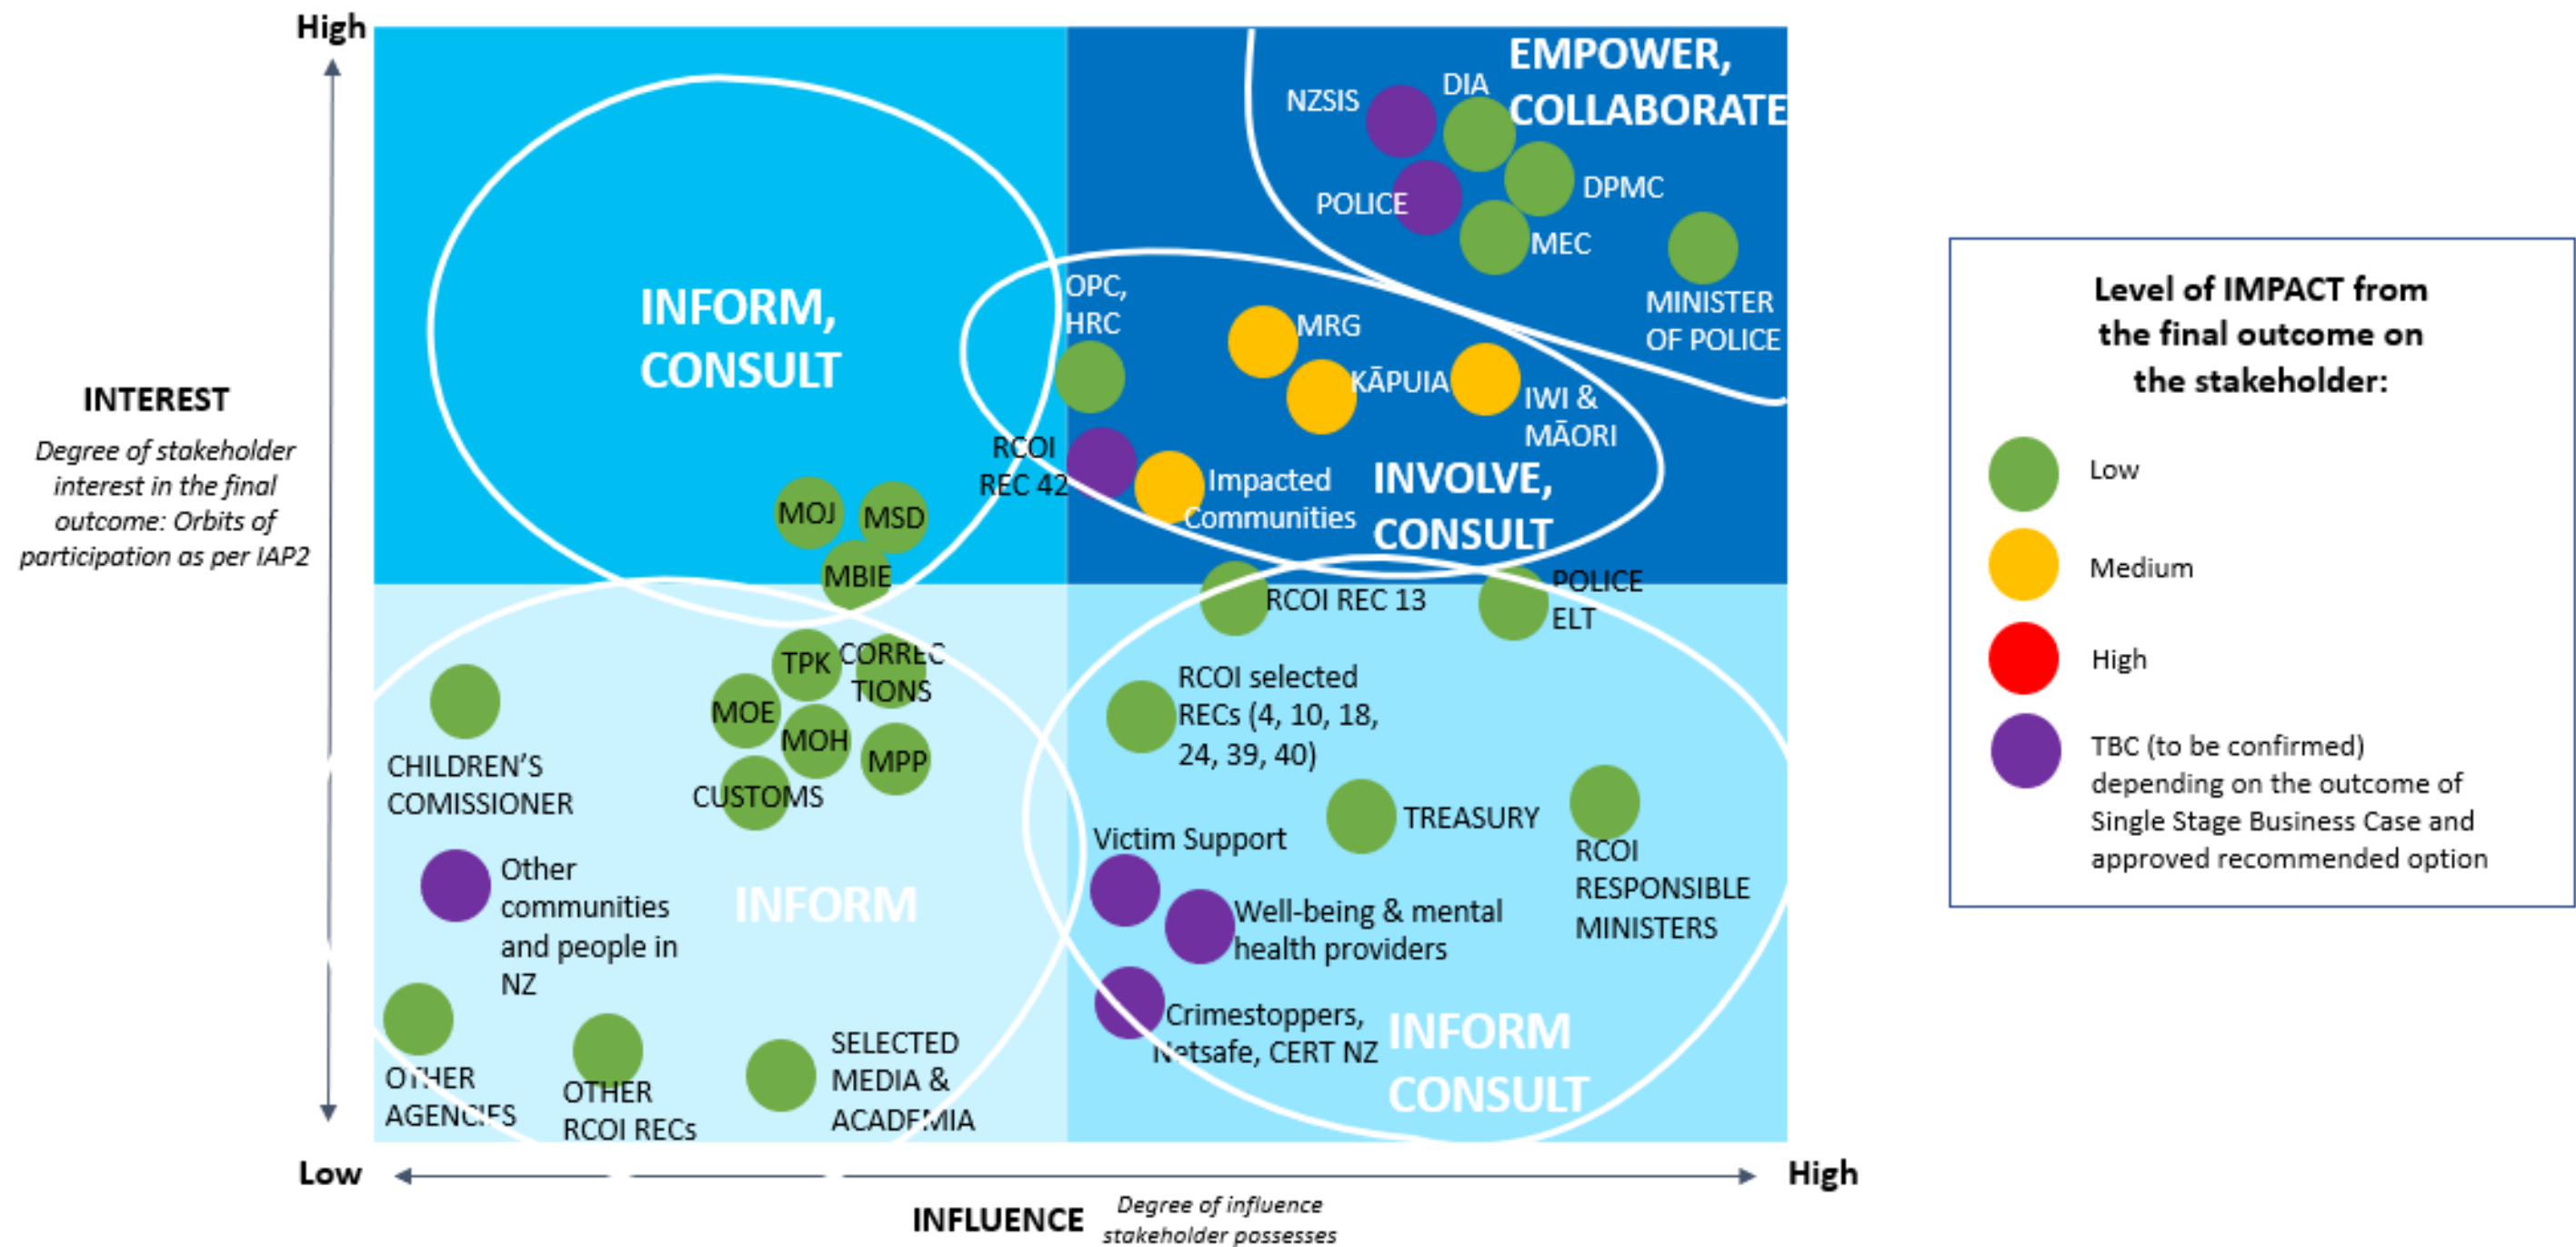 High
EMPOWER,
COLLABORATE
NZSIS
DIA
POLICE
DPMC
MEC
MINISTER
OF POLICE
INFORM,
CONSULT
OPC,
HRC
MRG
KĀPUIA
IWI &
MĀORI
RCOI
REC 42
Impacted
Communities
INVOLVE,
CONSULT
MOJ
MSD
MBIE
INTEREST
Degree of stakeholder
interest in the final
outcome: Orbits of
participation as per IAP2
RCOI REC 13
POLICE
ELT
TPK
CORREC
TIONS
MOE
MOH
MPP
CUSTOMS
CHILDREN'S
COMISSIONER
Other
communities
and people in
NZ
INFORM
OTHER
AGENCIES
OTHER
RCOI RECs
SELECTED
MEDIA &
ACADEMIA
RCOI selected
RECs (4, 10, 18,
24, 39, 40)
TREASURY
RCOI
RESPONSIBLE
MINISTERS
Victim Support
Well-being & mental
health providers
Crimestoppers,
Netsafe, CERT NZ
INFORM
CONSULT
Low
High
INFLUENCE
Degree of influence
stakeholder possesses
Level of IMPACT from
the final outcome on
the stakeholder:
Low
Medium
High
TBC (to be confirmed)
depending on the outcome of
Single Stage Business Case and
approved recommended option